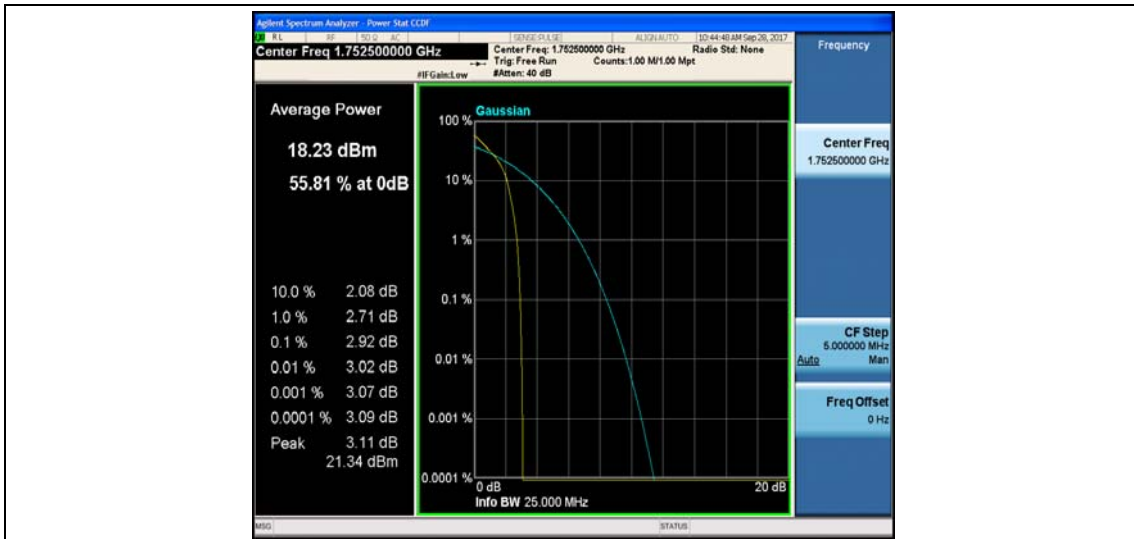 Agilent Spectrum Analyzer - Power Stat CCDF
RL RF 50 Ω AC SENSE:PULSE ALIGN AUTO 10:44:48 AM Sep 28, 2017
Center Freq 1.752500000 GHz
Center Freq: 1.752500000 GHz Radio Std: None
Trig: Free Run Counts:1.00 M/1.00 Mpt
#IFGain:Low #Atten: 40 dB
Frequency
Average Power
18.23 dBm
55.81 % at 0dB
10.0 % 2.08 dB
1.0 % 2.71 dB
0.1 % 2.92 dB
0.01 % 3.02 dB
0.001 % 3.07 dB
0.0001 % 3.09 dB
Peak 3.11 dB
21.34 dBm
Gaussian
100 %
10 %
1 %
0.1 %
0.01 %
0.001 %
0.0001 %
0 dB 20 dB
Info BW 25.000 MHz
Center Freq
1.752500000 GHz
CF Step
5.000000 MHz
Auto Man
Freq Offset
0 Hz
MSG STATUS